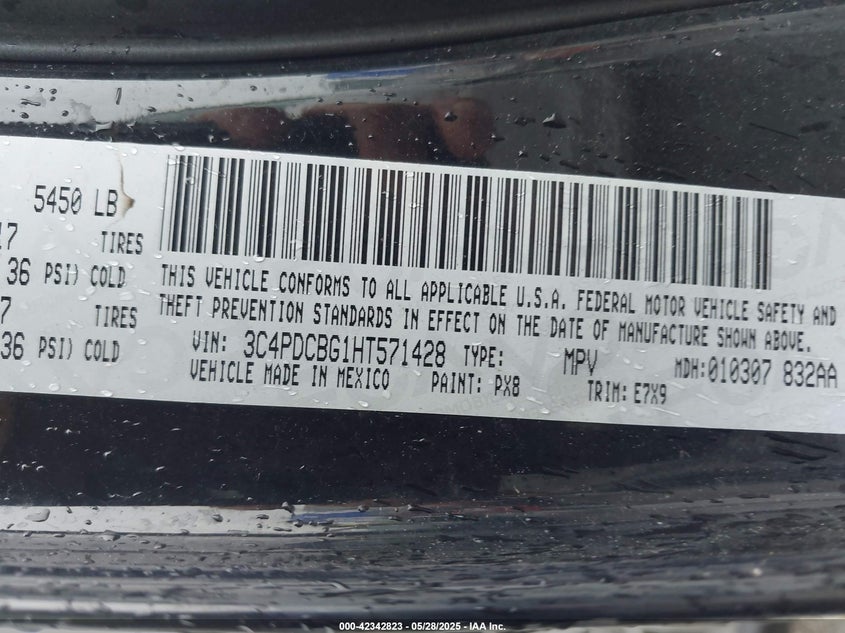 5450 LB
17 TIRES
36 PSI) COLD
7 TIRES
36 PSI) COLD
THIS VEHICLE CONFORMS TO ALL APPLICABLE U.S.A. FEDERAL MOTOR VEHICLE SAFETY AND
THEFT PREVENTION STANDARDS IN EFFECT ON THE DATE OF MANUFACTURE SHOWN ABOVE.
VIN: 3C4PDCBG1HT571428 TYPE: MPV MDH:010307 832AA
VEHICLE MADE IN MEXICO PAINT: PX8 TRIM: E7X9
000-42342823 / 05/28/2025 - IAA Inc.